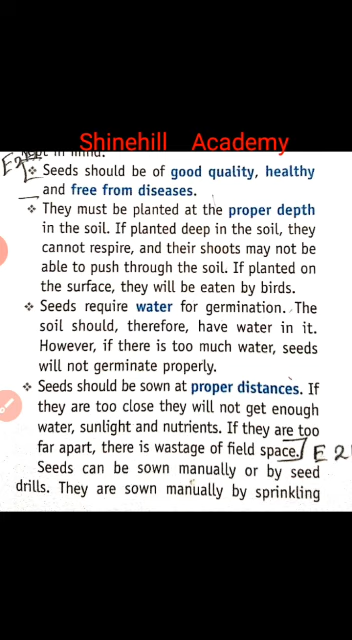 Shinehill Academy
E2
❖ Seeds should be of good quality, healthy
and free from diseases.
❖ They must be planted at the proper depth
in the soil. If planted deep in the soil, they
cannot respire, and their shoots may not be
able to push through the soil. If planted on
the surface, they will be eaten by birds.
❖ Seeds require water for germination. The
soil should, therefore, have water in it.
However, if there is too much water, seeds
will not germinate properly.
❖ Seeds should be sown at proper distances. If
they are too close they will not get enough
water, sunlight and nutrients. If they are too
far apart, there is wastage of field space. E 2
Seeds can be sown manually or by seed
drills. They are sown manually by sprinkling